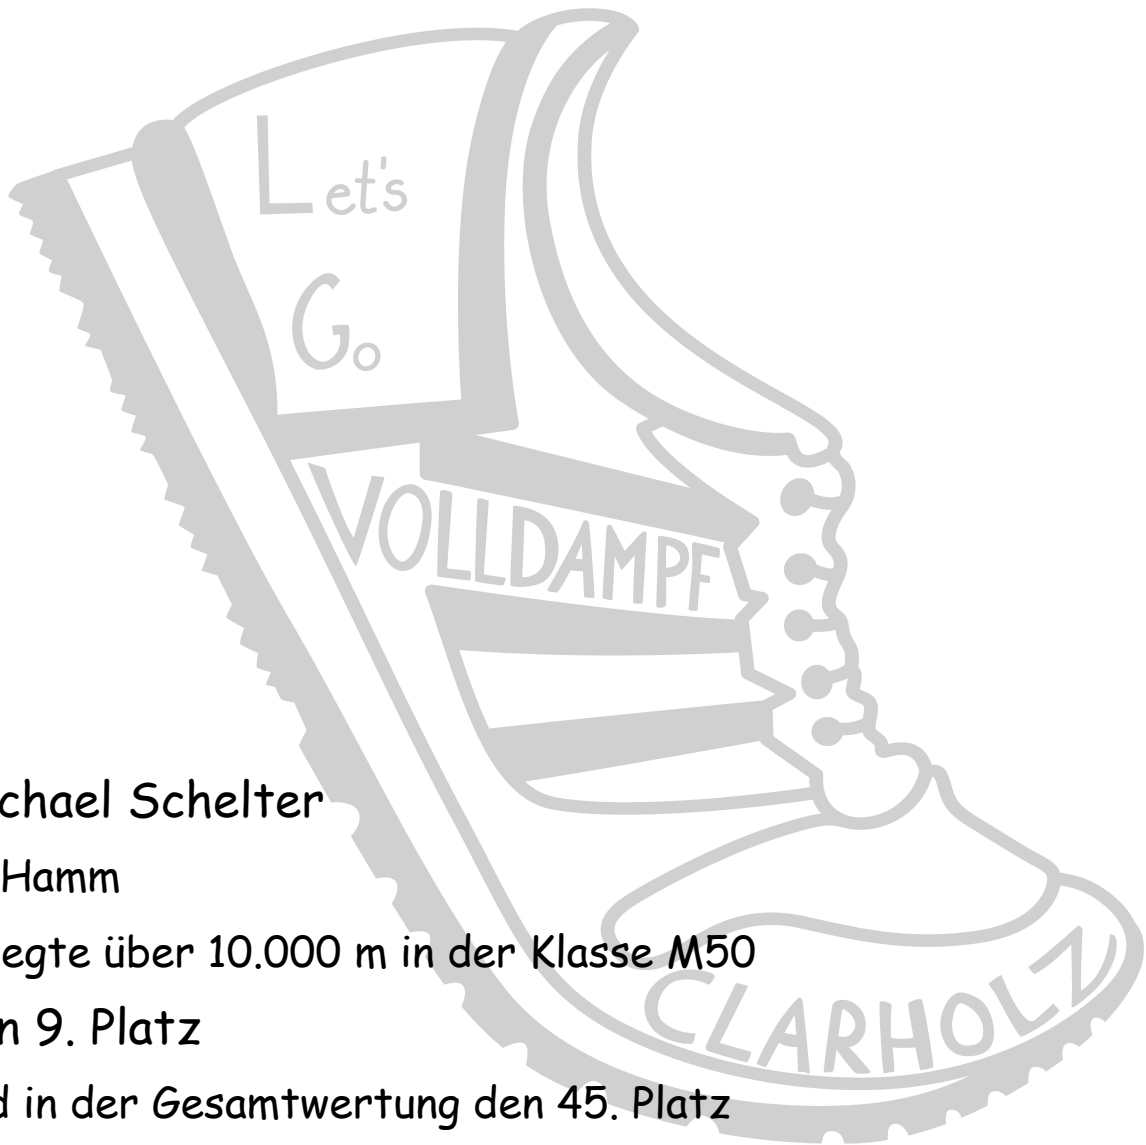 Let's
Go
VOLLDAMPF
chael Schelter
Hamm
egte über 10.000 m in der Klasse M50
n 9. Platz
d in der Gesamtwertung den 45. Platz
CLARHOLZ